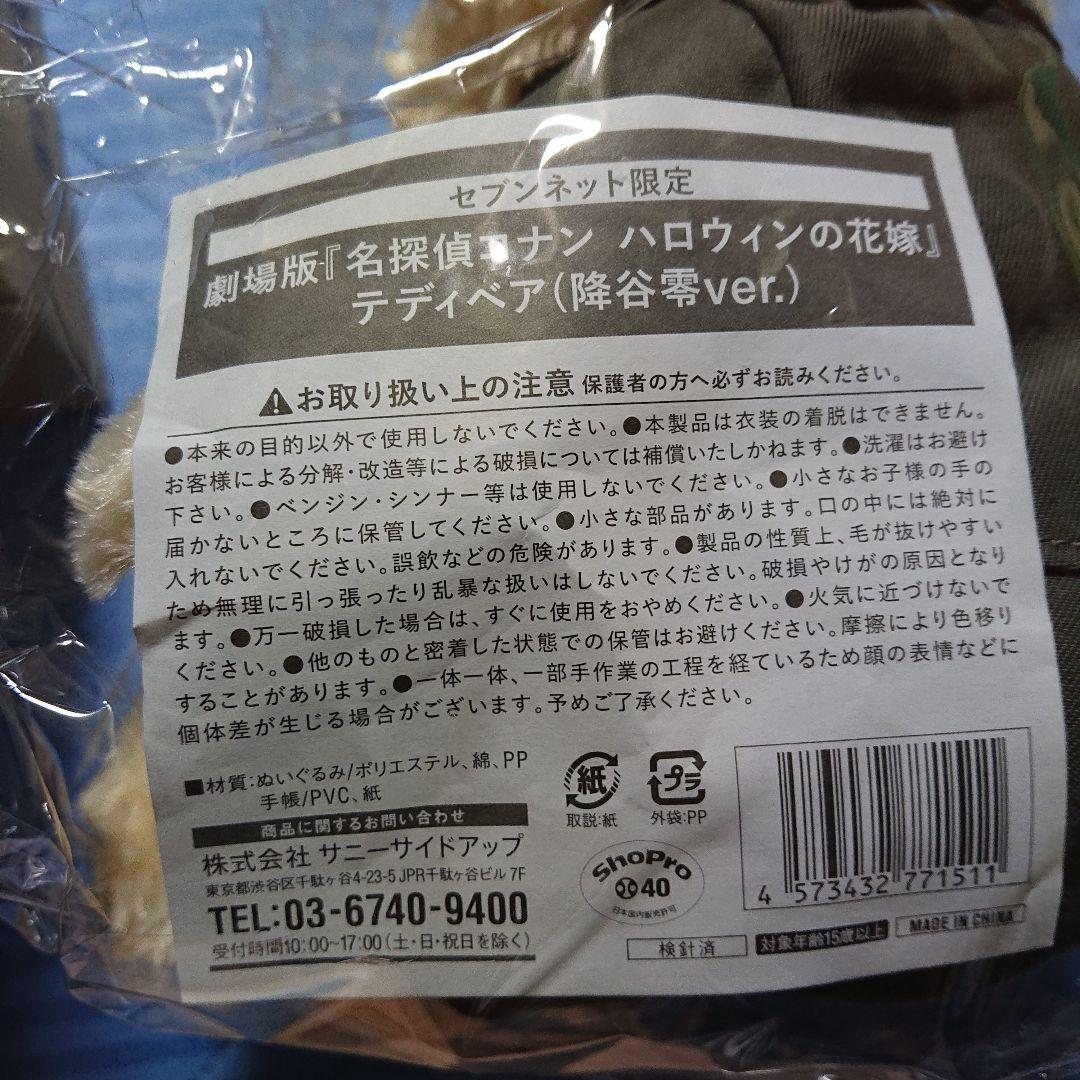 セブンネット限定
劇場版『名探偵コナン ハロウィンの花嫁』
テディベア(降谷零ver.)
お取り扱い上の注意 保護者の方へ必ずお読みください。
●本来の目的以外で使用しないでください。●本製品は衣装の着脱はできません。
お客様による分解・改造等による破損については補償いたしかねます。●洗濯はお避け
下さい。●ベンジン・シンナー等は使用しないでください。●小さなお子様の手の
届かないところに保管してください。●小さな部品があります。口の中には絶対に
入れないでください。誤飲などの危険があります。●製品の性質上、毛が抜けやすい
ため無理に引っ張ったり乱暴な扱いはしないでください。破損やけがの原因となり
ます。●万一破損した場合は、すぐに使用をおやめください。●火気に近づけないで
ください。●他のものと密着した状態での保管はお避けください。摩擦により色移り
することがあります。●一体一体、一部手作業の工程を経ているため顔の表情などに
個体差が生じる場合がございます。予めご了承ください。
■材質:ぬいぐるみ/ポリエステル、綿、PP
手帳/PVC、紙
商品に関するお問い合わせ
株式会社 サニーサイドアップ
東京都渋谷区千駄ヶ谷4-23-5 JPR千駄ヶ谷ビル 7F
TEL:03-6740-9400
受付時間10:00~17:00(土・日・祝日を除く)
紙
取説:紙
プラ
外袋:PP
ShoPro
40
日本国内販売許可
4 573432 771511
検針済
対象年齢15歳以上
MADE IN CHINA